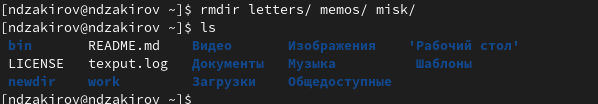 [ndzakirov@ndzakirov ~]$ rmdir letters/ memos/ misk/
[ndzakirov@ndzakirov ~]$ ls
bin README.md Видео Изображения 'Рабочий стол'
LICENSE texput.log Документы Музыка Шаблоны
newdir work Загрузки Общедоступные
[ndzakirov@ndzakirov ~]$